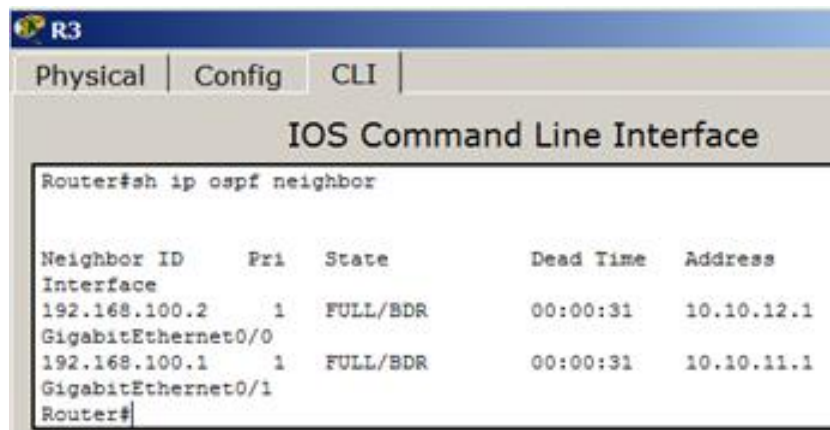 R3
Physical Config CLI
IOS Command Line Interface
Router#sh ip ospf neighbor
Neighbor ID Pri State Dead Time Address
Interface
192.168.100.2 1 FULL/BDR 00:00:31 10.10.12.1
GigabitEthernet0/0
192.168.100.1 1 FULL/BDR 00:00:31 10.10.11.1
GigabitEthernet0/1
Router#